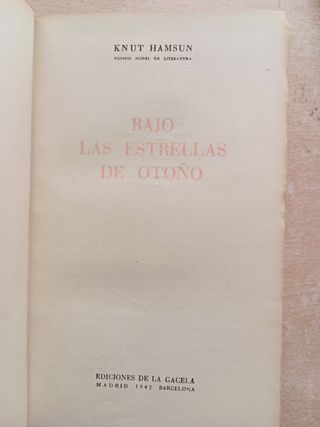 KNUT HAMSUN
PREMIO NOBEL DE LITERATURA
BAJO
LAS ESTRELLAS
DE OTOÑO
EDICIONES DE LA GACELA
MADRID 1942 BARCELONA